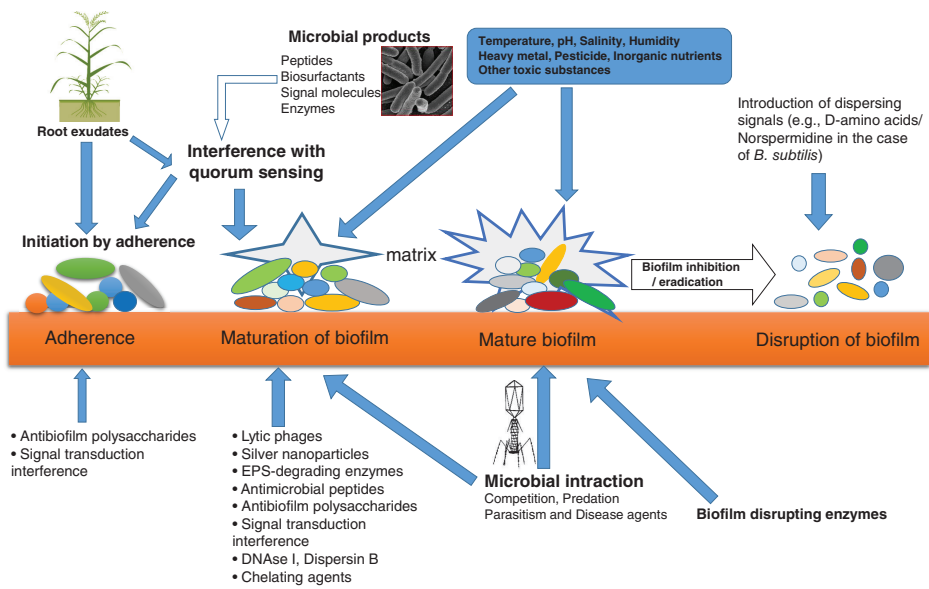 Microbial products
Peptides
Biosurfactants
Signal molecules
Enzymes
Temperature, pH, Salinity, Humidity
Heavy metal, Pesticide, Inorganic nutrients
Other toxic substances
Introduction of dispersing
signals (e.g., D-amino acids/
Norspermidine in the case
of B. subtilis)
Root exudates
Interference with
quorum sensing
Initiation by adherence
matrix
Biofilm inhibition
/ eradication
Adherence
Maturation of biofilm
Mature biofilm
Disruption of biofilm
• Antibiofilm polysaccharides
• Signal transduction
interference
• Lytic phages
• Silver nanoparticles
• EPS-degrading enzymes
• Antimicrobial peptides
• Antibiofilm polysaccharides
• Signal transduction
interference
• DNAse I, Dispersin B
• Chelating agents
Microbial intraction
Competition, Predation
Parasitism and Disease agents
Biofilm disrupting enzymes